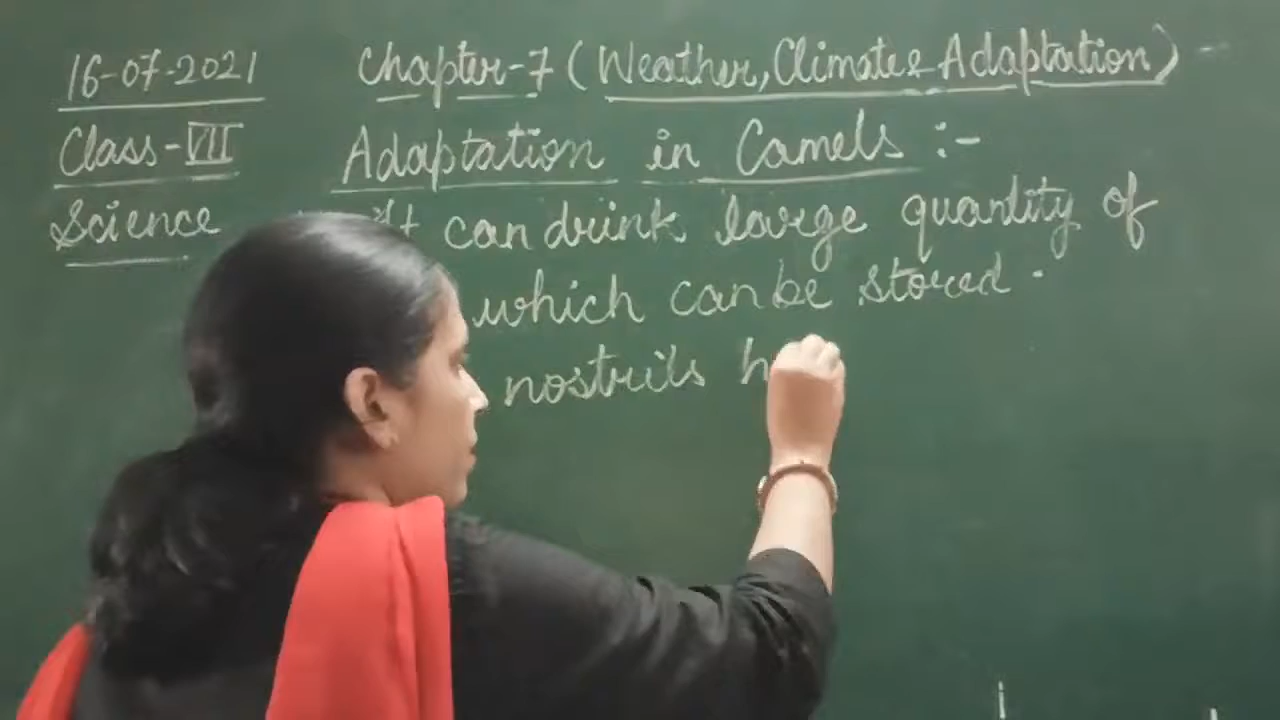 16-07-2021 Chapter-7 (Weather, Climate & Adaptation)
Class-VII Adaptation in Camels :-
Science It can drink large quantity of
which can be stored.
nostrils h